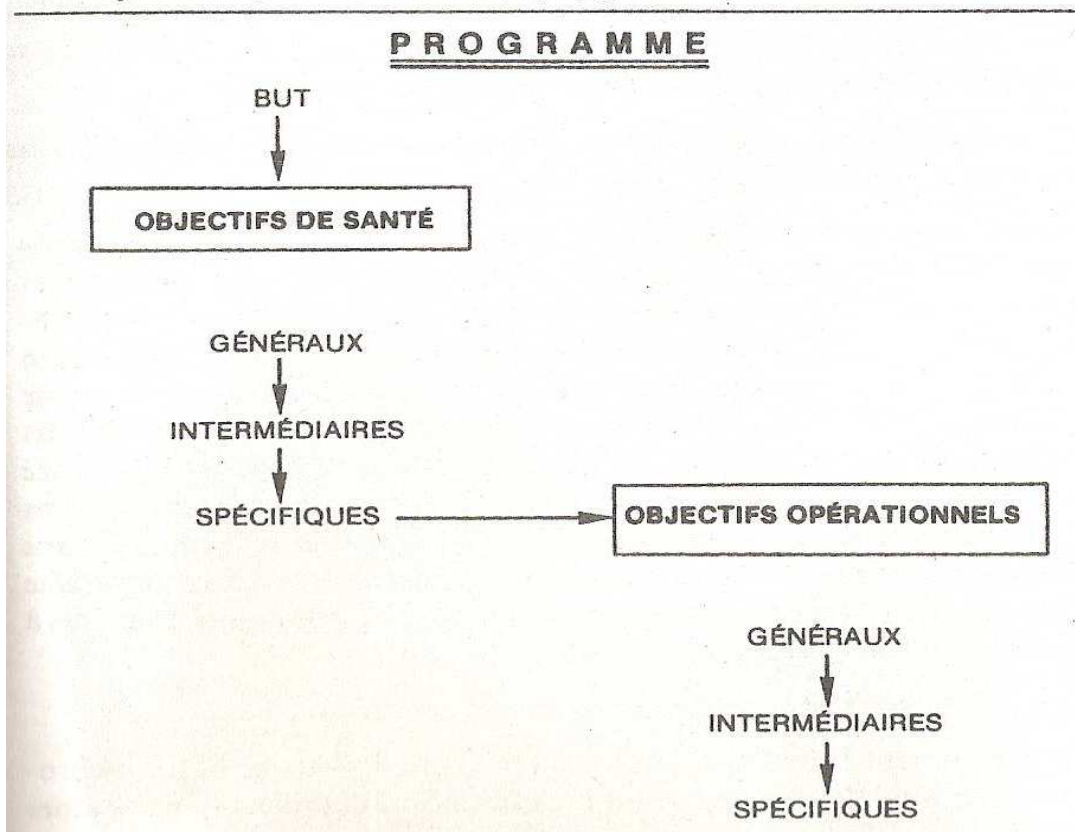 PROGRAMME
BUT
OBJECTIFS DE SANTÉ
GÉNÉRAUX
INTERMÉDIAIRES
SPÉCIFIQUES
OBJECTIFS OPÉRATIONNELS
GÉNÉRAUX
INTERMÉDIAIRES
SPÉCIFIQUES